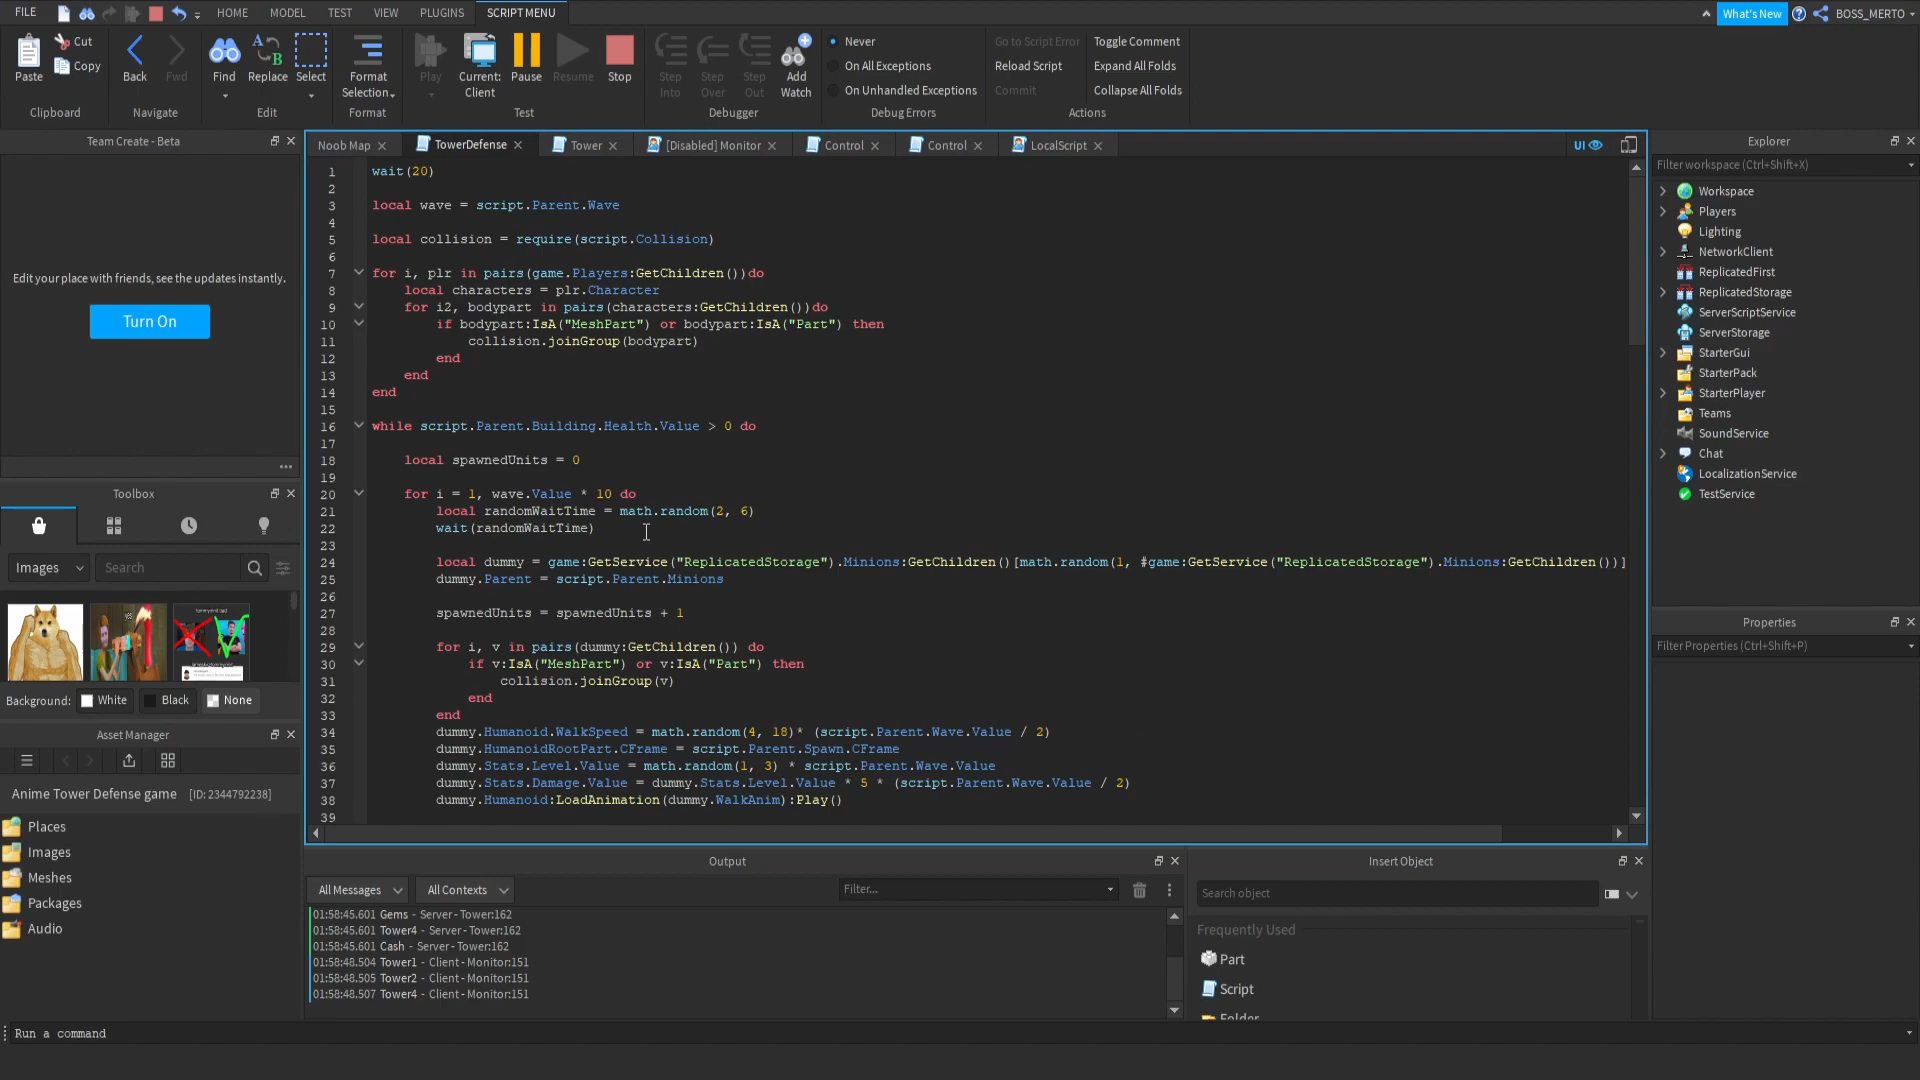 FILE HOME MODEL TEST VIEW PLUGINS SCRIPT MENU What's New BOSS_MERTO
Paste Cut Copy Clipboard
Back Fwd Navigate
Find Replace Select Edit
Format Selection Format
Play Current: Client Pause Resume Stop Test
Step Into Step Over Step Out Add Watch Debugger
Never
On All Exceptions
On Unhandled Exceptions
Debug Errors
Go to Script Error Toggle Comment
Reload Script Expand All Folds
Commit Collapse All Folds
Actions
Team Create - Beta
Edit your place with friends, see the updates instantly.
Turn On
Toolbox
Images Search
Background: White Black None
Asset Manager
Anime Tower Defense game [ID: 2344792238]
Places
Images
Meshes
Packages
Audio
Noob Map TowerDefense Tower [Disabled] Monitor Control Control LocalScript UI
1 wait(20)
2
3 local wave = script.Parent.Wave
4
5 local collision = require(script.Collision)
6
7 for i, plr in pairs(game.Players:GetChildren())do
8 local characters = plr.Character
9 for i2, bodypart in pairs(characters:GetChildren())do
10 if bodypart:IsA("MeshPart") or bodypart:IsA("Part") then
11 collision.joinGroup(bodypart)
12 end
13 end
14 end
15
16 while script.Parent.Building.Health.Value > 0 do
17
18 local spawnedUnits = 0
19
20 for i = 1, wave.Value * 10 do
21 local randomWaitTime = math.random(2, 6)
22 wait(randomWaitTime)
23
24 local dummy = game:GetService("ReplicatedStorage").Minions:GetChildren()[math.random(1, #game:GetService("ReplicatedStorage").Minions:GetChildren())]
25 dummy.Parent = script.Parent.Minions
26
27 spawnedUnits = spawnedUnits + 1
28
29 for i, v in pairs(dummy:GetChildren()) do
30 if v:IsA("MeshPart") or v:IsA("Part") then
31 collision.joinGroup(v)
32 end
33 end
34 dummy.Humanoid.WalkSpeed = math.random(4, 18)* (script.Parent.Wave.Value / 2)
35 dummy.HumanoidRootPart.CFrame = script.Parent.Spawn.CFrame
36 dummy.Stats.Level.Value = math.random(1, 3) * script.Parent.Wave.Value
37 dummy.Stats.Damage.Value = dummy.Stats.Level.Value * 5 * (script.Parent.Wave.Value / 2)
38 dummy.Humanoid:LoadAnimation(dummy.WalkAnim):Play()
39
Output
All Messages All Contexts Filter...
01:58:45.601 Gems - Server - Tower:162
01:58:45.601 Tower4 - Server - Tower:162
01:58:45.601 Cash - Server - Tower:162
01:58:48.504 Tower1 - Client - Monitor:151
01:58:48.505 Tower2 - Client - Monitor:151
01:58:48.507 Tower4 - Client - Monitor:151
Insert Object
Search object
Frequently Used
Part
Script
Folder
Explorer
Filter workspace (Ctrl+Shift+X)
Workspace
Players
Lighting
NetworkClient
ReplicatedFirst
ReplicatedStorage
ServerScriptService
ServerStorage
StarterGui
StarterPack
StarterPlayer
Teams
SoundService
Chat
LocalizationService
TestService
Properties
Filter Properties (Ctrl+Shift+P)
Run a command